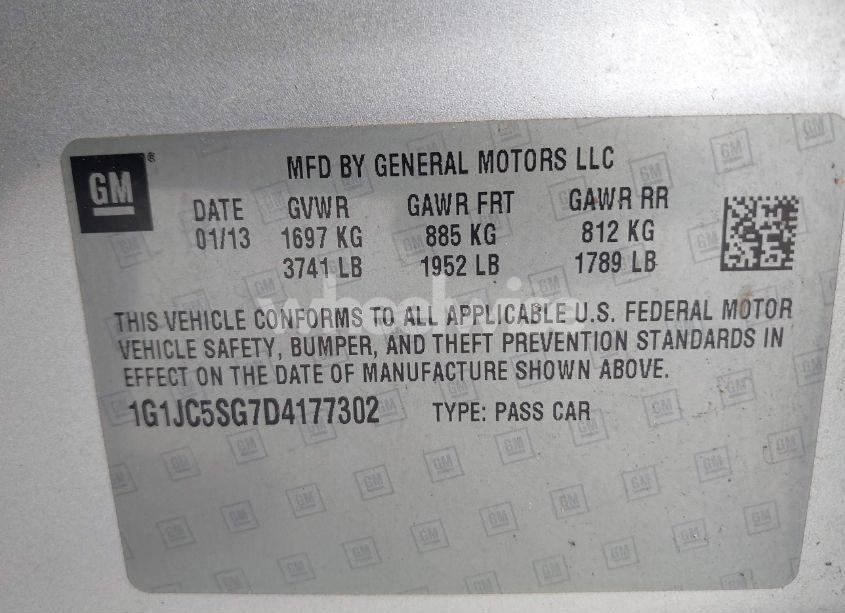 GM ®
MFD BY GENERAL MOTORS LLC
DATE GVWR GAWR FRT GAWR RR
01/13 1697 KG 885 KG 812 KG
3741 LB 1952 LB 1789 LB
THIS VEHICLE CONFORMS TO ALL APPLICABLE U.S. FEDERAL MOTOR
VEHICLE SAFETY, BUMPER, AND THEFT PREVENTION STANDARDS IN
EFFECT ON THE DATE OF MANUFACTURE SHOWN ABOVE.
1G1JC5SG7D4177302 TYPE: PASS CAR